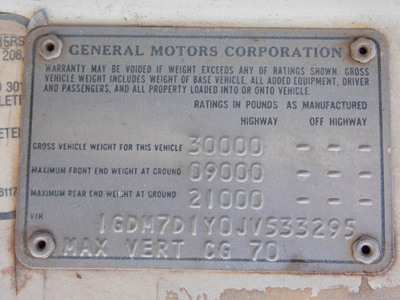 GENERAL MOTORS CORPORATION
WARRANTY MAY BE VOIDED IF WEIGHT EXCEEDS ANY OF RATINGS SHOWN. GROSS
VEHICLE WEIGHT INCLUDES WEIGHT OF BASE VEHICLE, ALL ADDED EQUIPMENT, DRIVER
AND PASSENGERS, AND ALL PROPERTY LOADED INTO OR ONTO VEHICLE.
RATINGS IN POUNDS AS MANUFACTURED
HIGHWAY OFF HIGHWAY
GROSS VEHICLE WEIGHT FOR THIS VEHICLE 30000 - - -
MAXIMUM FRONT END WEIGHT AT GROUND 09000 - - -
MAXIMUM REAR END WEIGHT AT GROUND 21000 - - -
VIN 1GDM7D1Y0JV533295
MAX VERT CG 70